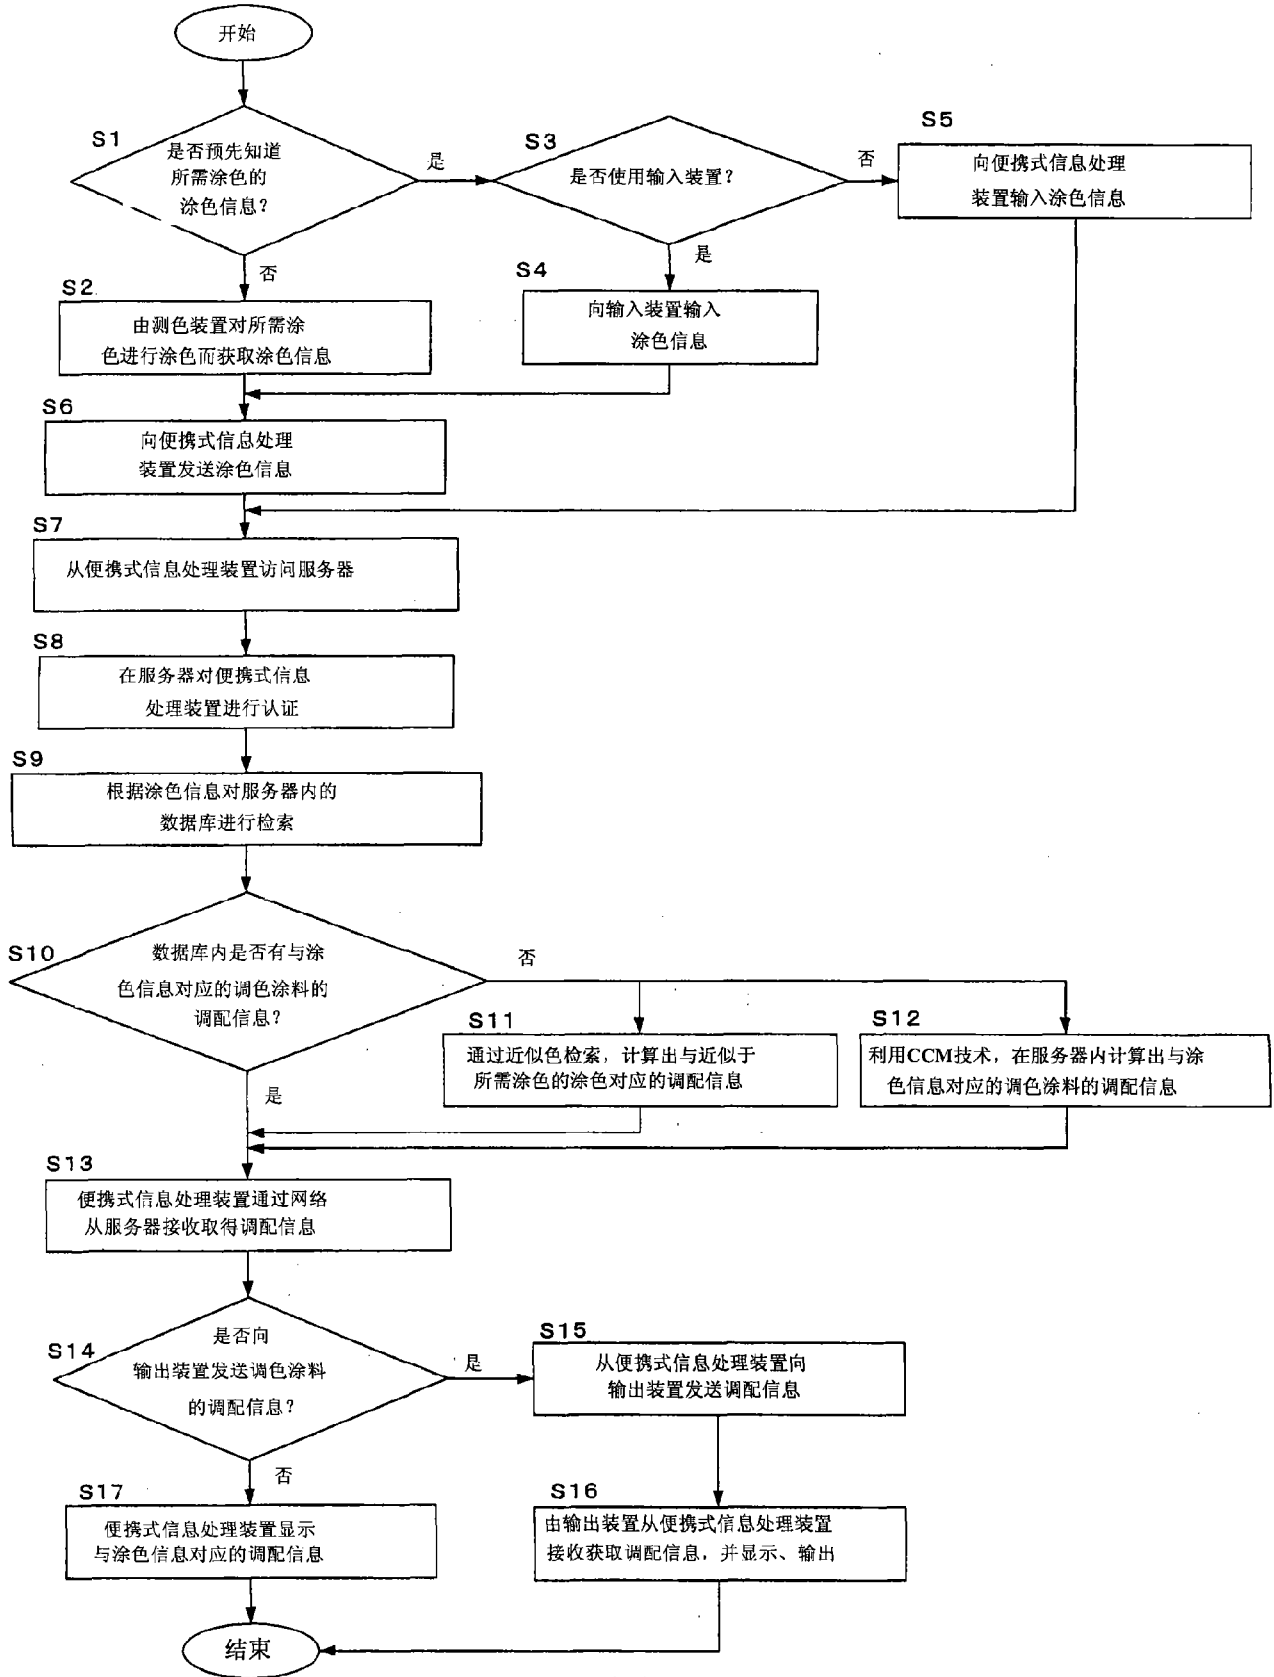 开始
S1
是否预先知道
所需涂色的
涂色信息？
是
S3
是否使用输入装置？
否
S5
向便携式信息处理
装置输入涂色信息
否
是
S2
由测色装置对所需涂
色进行涂色而获取涂色信息
S4
向输入装置输入
涂色信息
S6
向便携式信息处理
装置发送涂色信息
S7
从便携式信息处理装置访问服务器
S8
在服务器对便携式信息
处理装置进行认证
S9
根据涂色信息对服务器内的
数据库进行检索
S10
数据库内是否有与涂
色信息对应的调色涂料的
调配信息？
否
是
S11
通过近似色检索，计算出与近似于
所需涂色的涂色对应的调配信息
S12
利用CCM技术，在服务器内计算出与涂
色信息对应的调色涂料的调配信息
S13
便携式信息处理装置通过网络
从服务器接收取得调配信息
S14
是否向
输出装置发送调色涂料
的调配信息？
是
否
S15
从便携式信息处理装置向
输出装置发送调配信息
S17
便携式信息处理装置显示
与涂色信息对应的调配信息
S16
由输出装置从便携式信息处理装置
接收获取调配信息，并显示、输出
结束